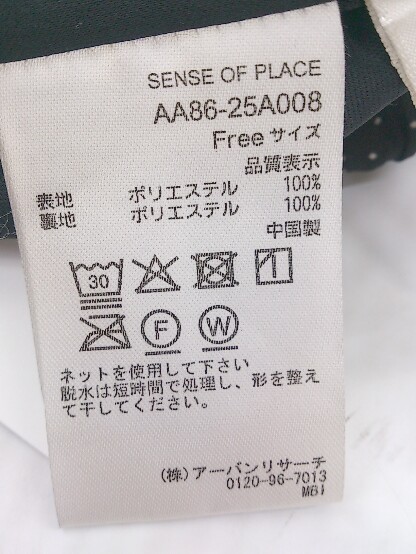 SENSE OF PLACE
AA86-25A008
Freeサイズ
品質表示
表地 ポリエステル 100%
裏地 ポリエステル 100%
中国製
30
F W
ネットを使用して下さい
脱水は短時間で処理し、形を整え
て干してください。
(株)アーバンリサーチ
0120-96-7013
MBI